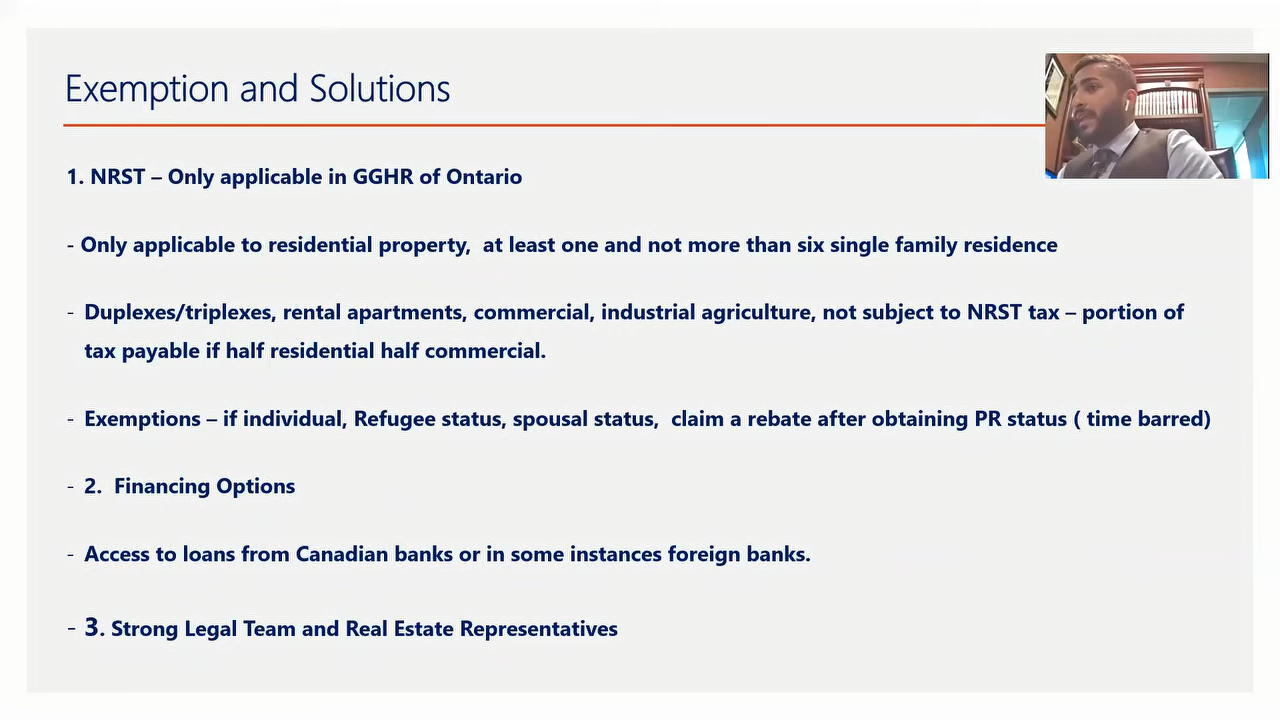 Exemption and Solutions
1. NRST – Only applicable in GGHR of Ontario
- Only applicable to residential property,  at least one and not more than six single family residence
- Duplexes/triplexes, rental apartments, commercial, industrial agriculture, not subject to NRST tax – portion of
tax payable if half residential half commercial.
- Exemptions – if individual, Refugee status, spousal status,  claim a rebate after obtaining PR status ( time barred)
- 2.  Financing Options
- Access to loans from Canadian banks or in some instances foreign banks.
- 3. Strong Legal Team and Real Estate Representatives